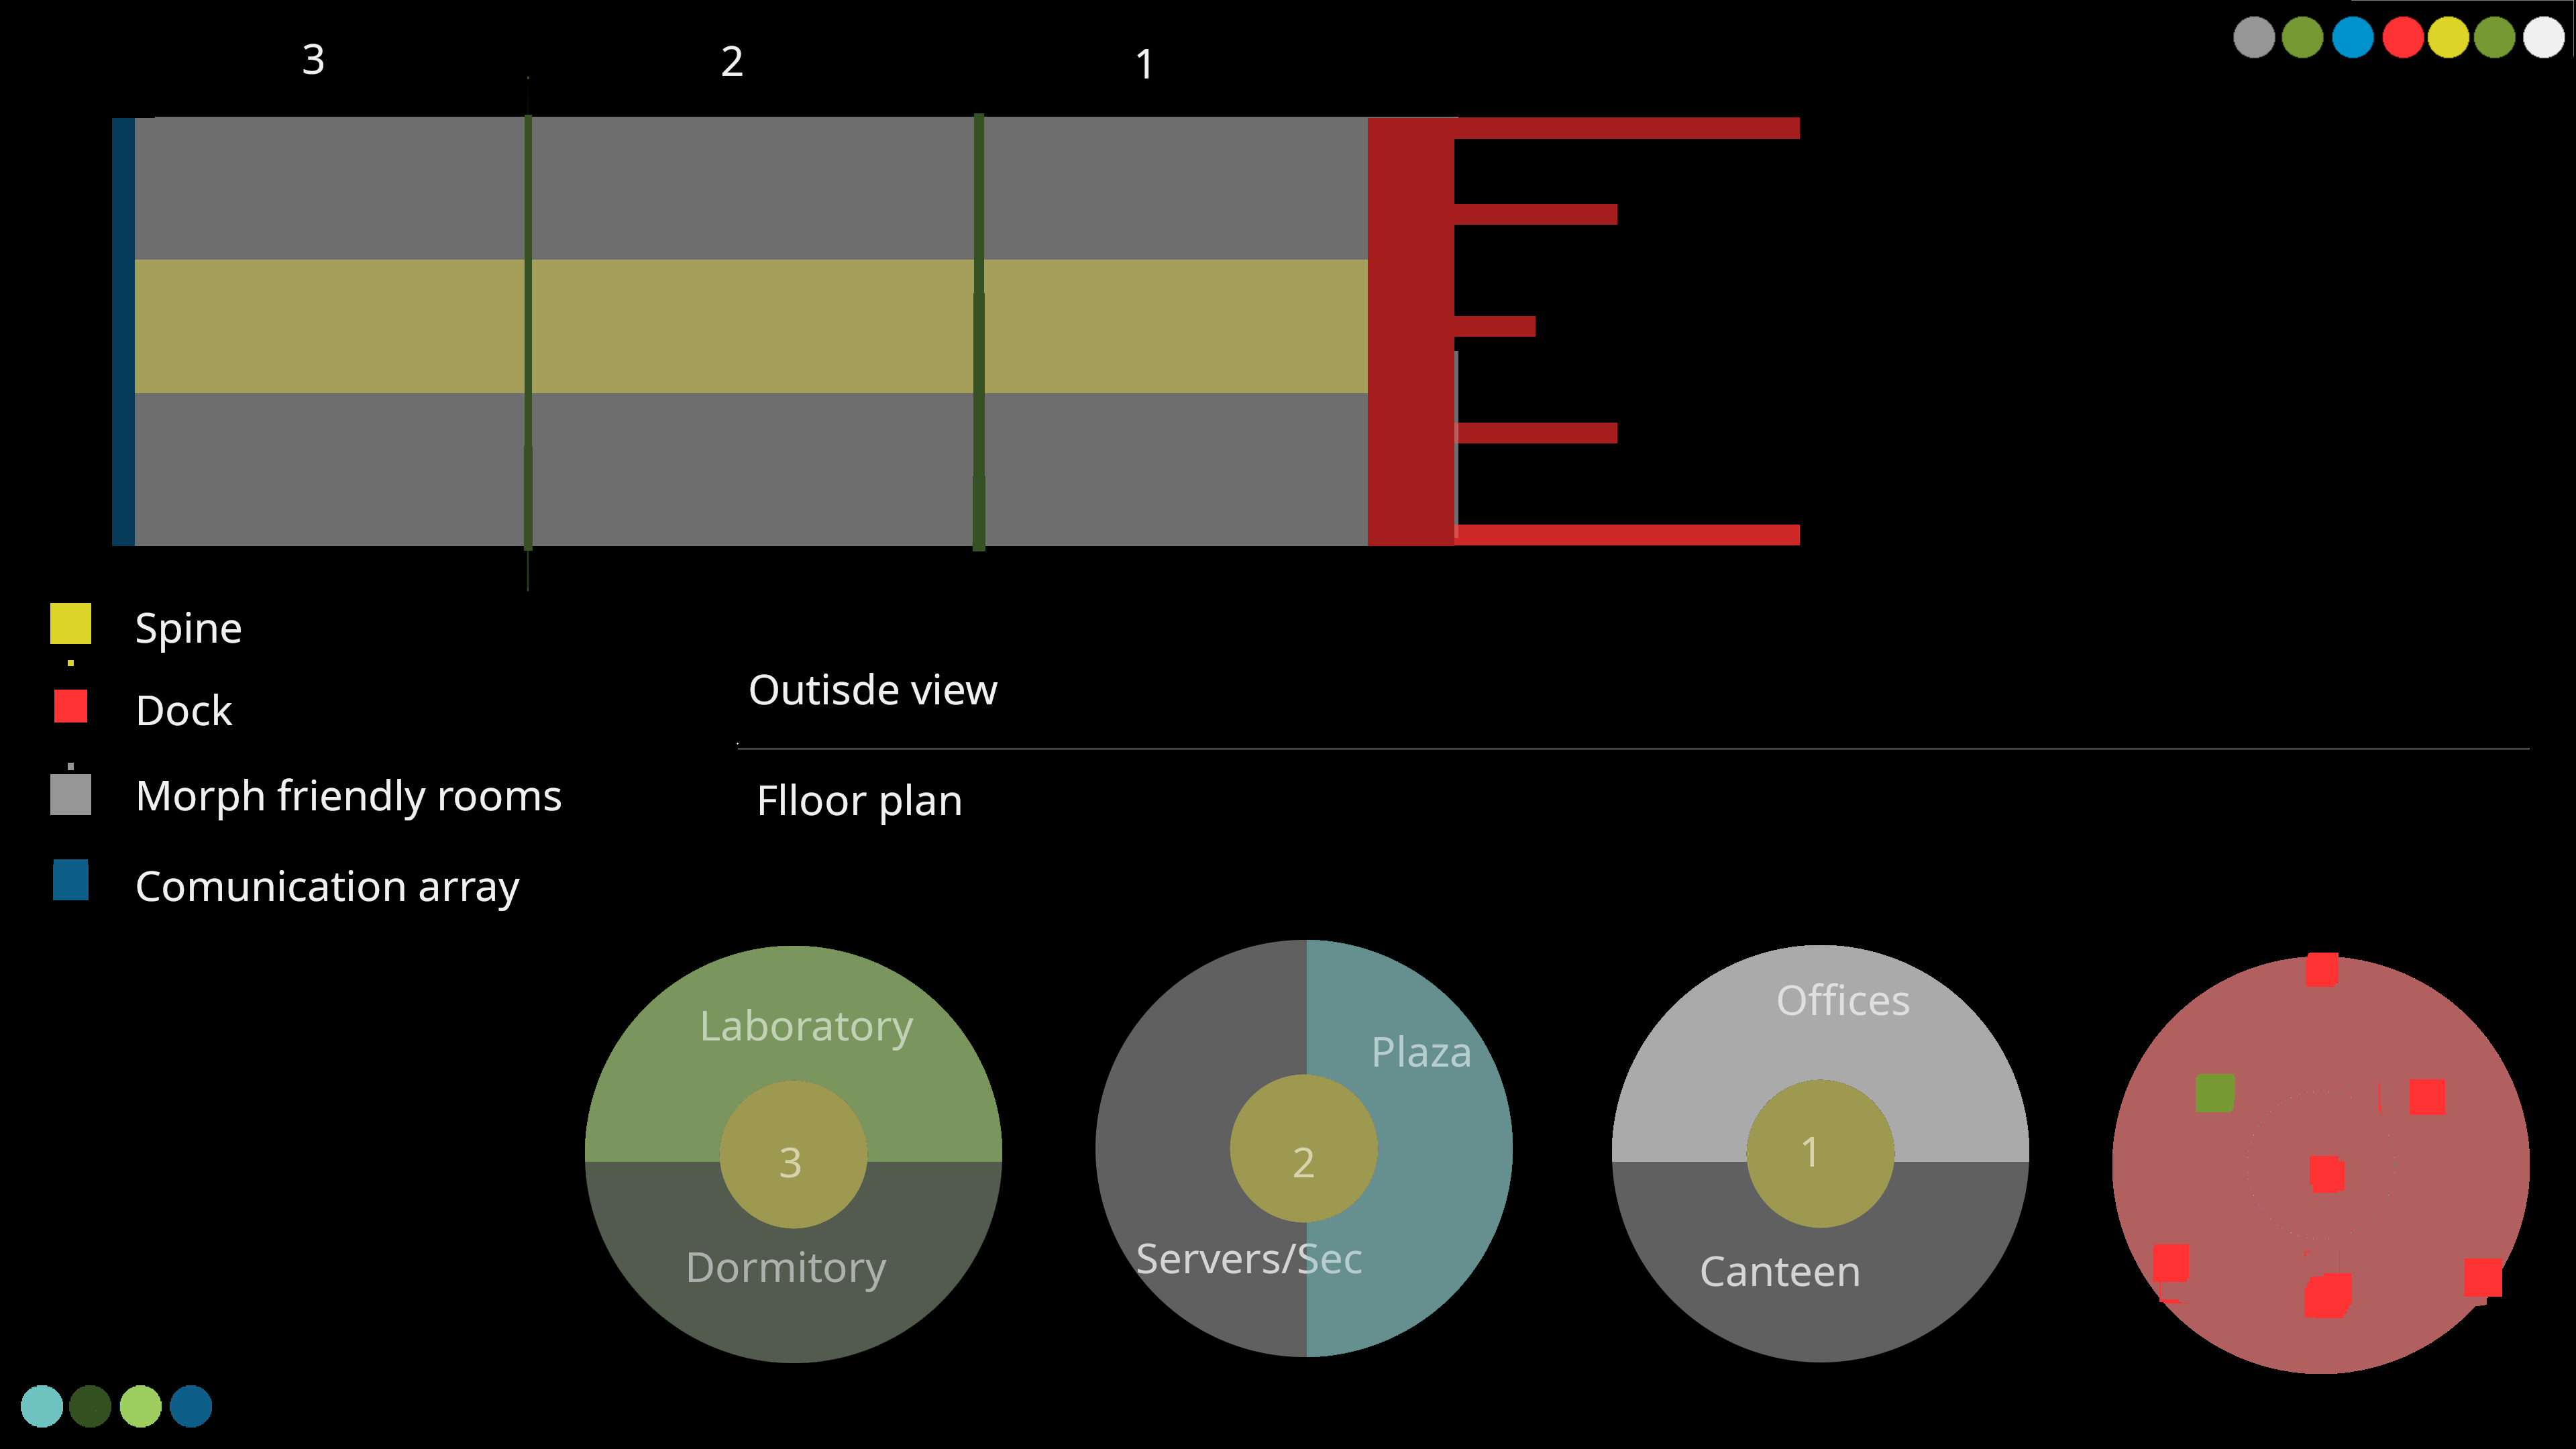 3
2
1
Spine
Dock
Morph friendly rooms
Comunication array
Outisde view
Flloor plan
Laboratory
3
Dormitory
Plaza
2
Servers/Sec
Offices
1
Canteen